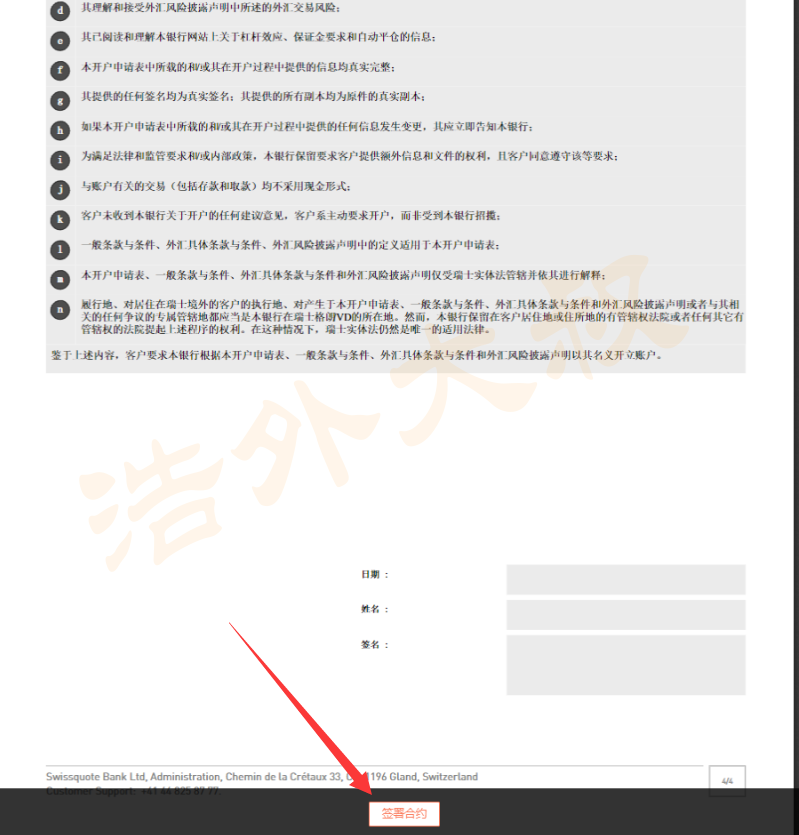 d 其理解和接受外汇风险披露声明中所述的外汇交易风险；
e 其已阅读和理解本银行网站上关于杠杆效应、保证金要求和自动平仓的信息；
f 本开户申请表中所载的和/或其在开户过程中提供的信息均真实完整；
g 其提供的任何签名均为真实签名；其提供的所有副本均为原件的真实副本；
h 如果本开户申请表中所载的和/或其在开户过程中提供的任何信息发生变更，其应立即告知本银行；
i 为满足法律和监管要求和/或内部政策，本银行保留要求客户提供额外信息和文件的权利，且客户同意遵守该等要求；
j 与账户有关的交易（包括存款和取款）均不采用现金形式；
k 客户未收到本银行关于开户的任何建议/意见，客户系主动要求开户，而非受到本银行招揽；
l 一般条款与条件、外汇具体条款与条件、外汇风险披露声明中的定义适用于本开户申请表；
m 本开户申请表、一般条款与条件、外汇具体条款与条件和外汇风险披露声明仅受瑞士实体法管辖并依其进行解释；
n 履行地、对居住在瑞士境外的客户的执行地、对产生于本开户申请表、一般条款与条件、外汇具体条款与条件和外汇风险披露声明或者与其相
关的任何争议的专属管辖地都应当是本银行在瑞士格朗VD的所在地。然而，本银行保留在客户居住地或住所地的有管辖权法院或者任何其它有
管辖权的法院提起上述程序的权利。在这种情况下，瑞士实体法仍然是唯一的适用法律。
鉴于上述内容，客户要求本银行根据本开户申请表、一般条款与条件、外汇具体条款与条件和外汇风险披露声明以其名义开立账户。
浩外大叔
日期 :
姓名 :
签名 :
Swissquote Bank Ltd, Administration, Chemin de la Crétaux 33, 1196 Gland, Switzerland
4/4
Customer Support: +41 44 825 87 77
签署合约